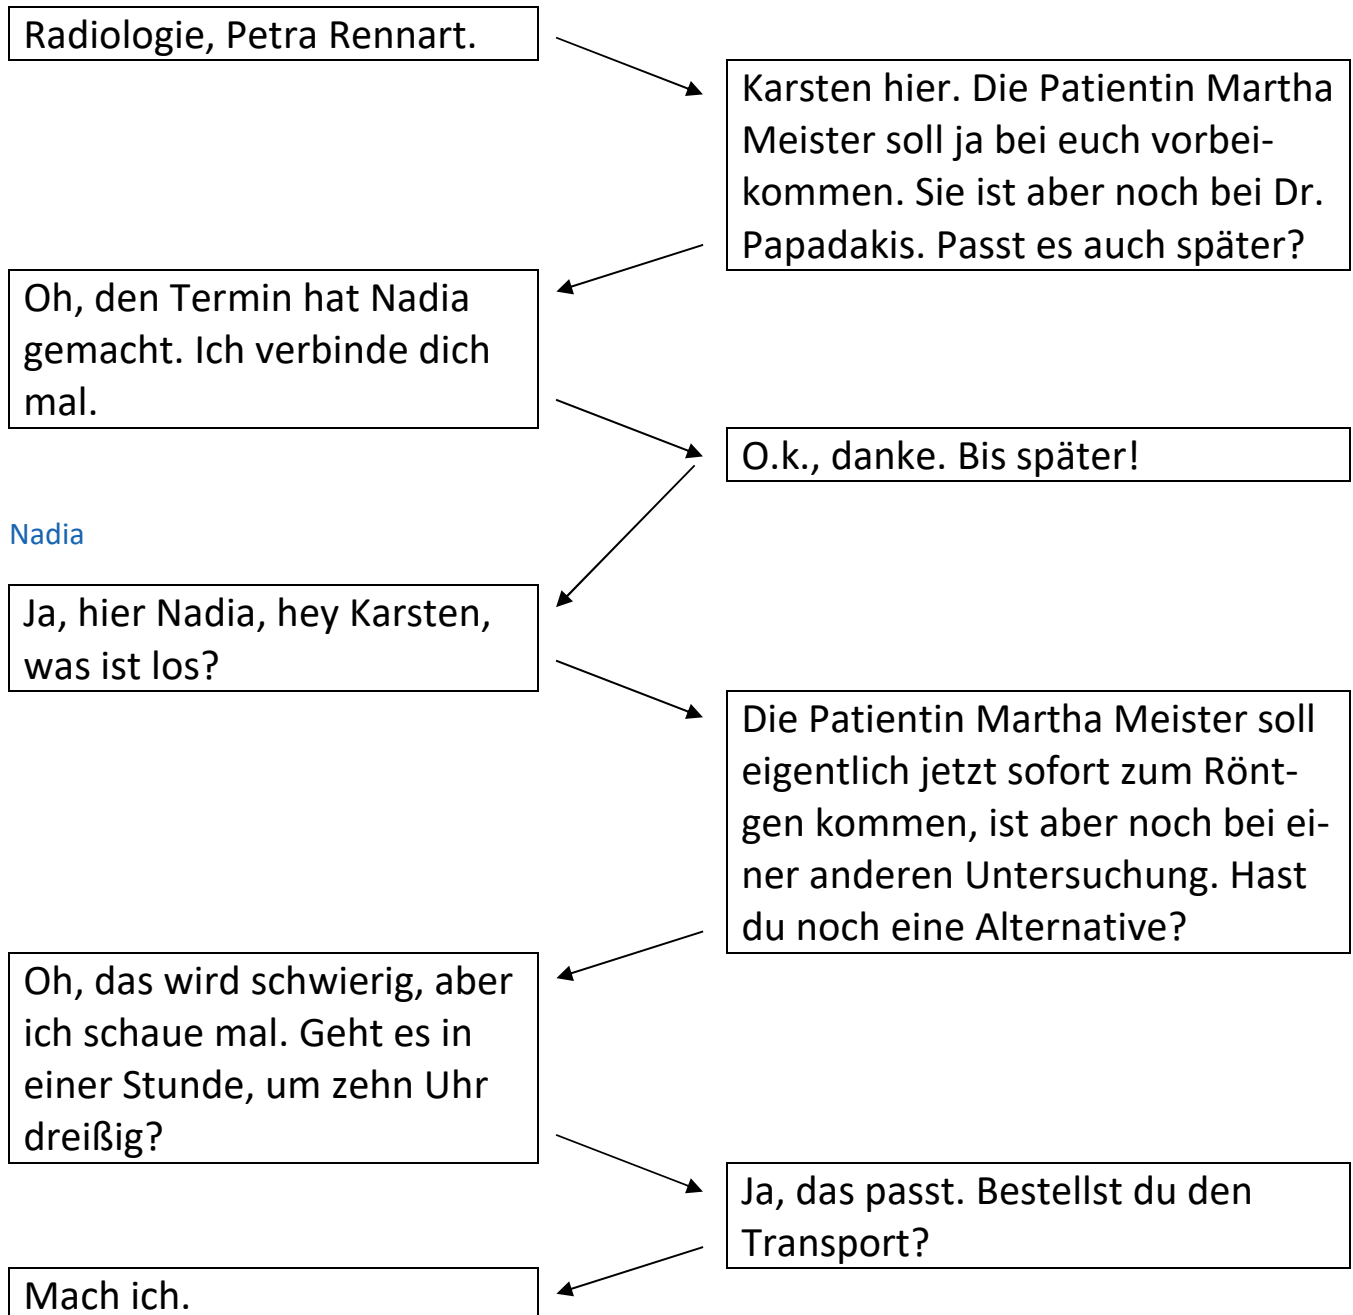 Radiologie, Petra Rennart.
Karsten hier. Die Patientin Martha
Meister soll ja bei euch vorbei-
kommen. Sie ist aber noch bei Dr.
Papadakis. Passt es auch später?
Oh, den Termin hat Nadia
gemacht. Ich verbinde dich
mal.
O.k., danke. Bis später!
Nadia
Ja, hier Nadia, hey Karsten,
was ist los?
Die Patientin Martha Meister soll
eigentlich jetzt sofort zum Rönt-
gen kommen, ist aber noch bei ei-
ner anderen Untersuchung. Hast
du noch eine Alternative?
Oh, das wird schwierig, aber
ich schaue mal. Geht es in
einer Stunde, um zehn Uhr
dreißig?
Ja, das passt. Bestellst du den
Transport?
Mach ich.